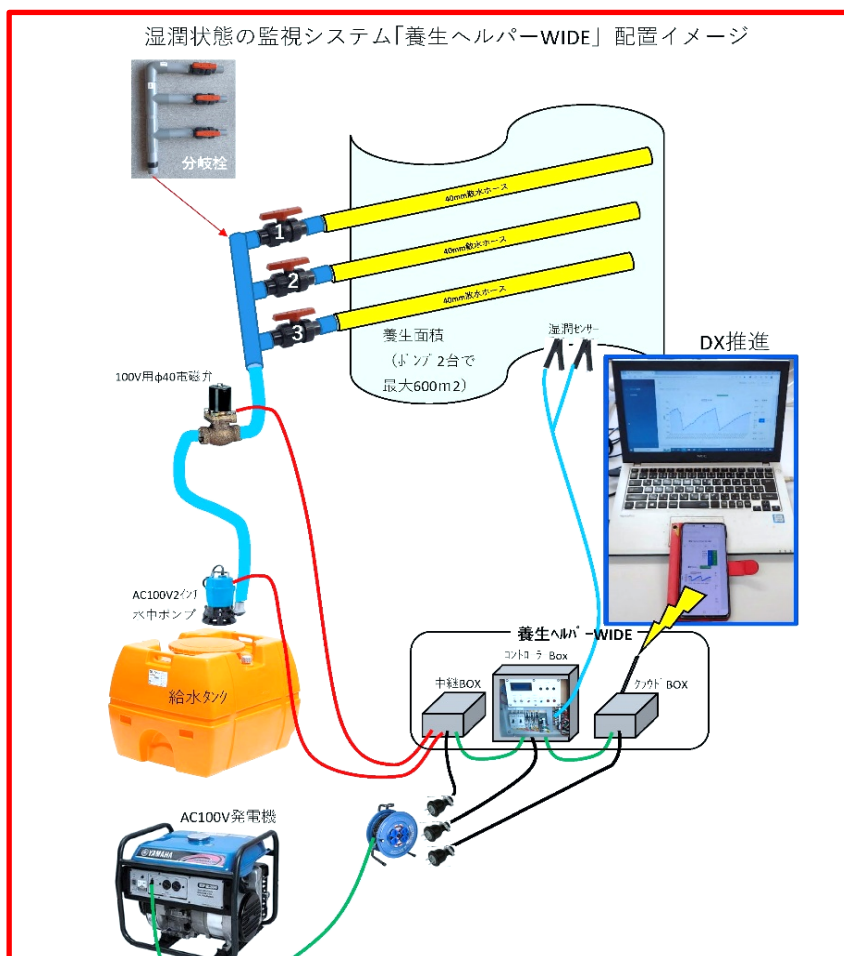 湿潤状態の監視システム「養生ヘルパーWIDE」配置イメージ
分岐栓
1
40mm散水ホース
2
40mm散水ホース
3
40mm散水ホース
養生面積
（ﾎﾟﾝﾌﾟ2台で
最大600m2）
湿潤ｾﾝｻｰ
DX推進
100V用φ40電磁弁
AC100V2ｲﾝﾁ
水中ポンプ
給水タンク
養生ﾍﾙﾊﾟｰWIDE
中継BOX
ｺﾝﾄﾛｰﾗ Box
ｸﾗｳﾄﾞBOX
AC100V発電機
YAMAHA